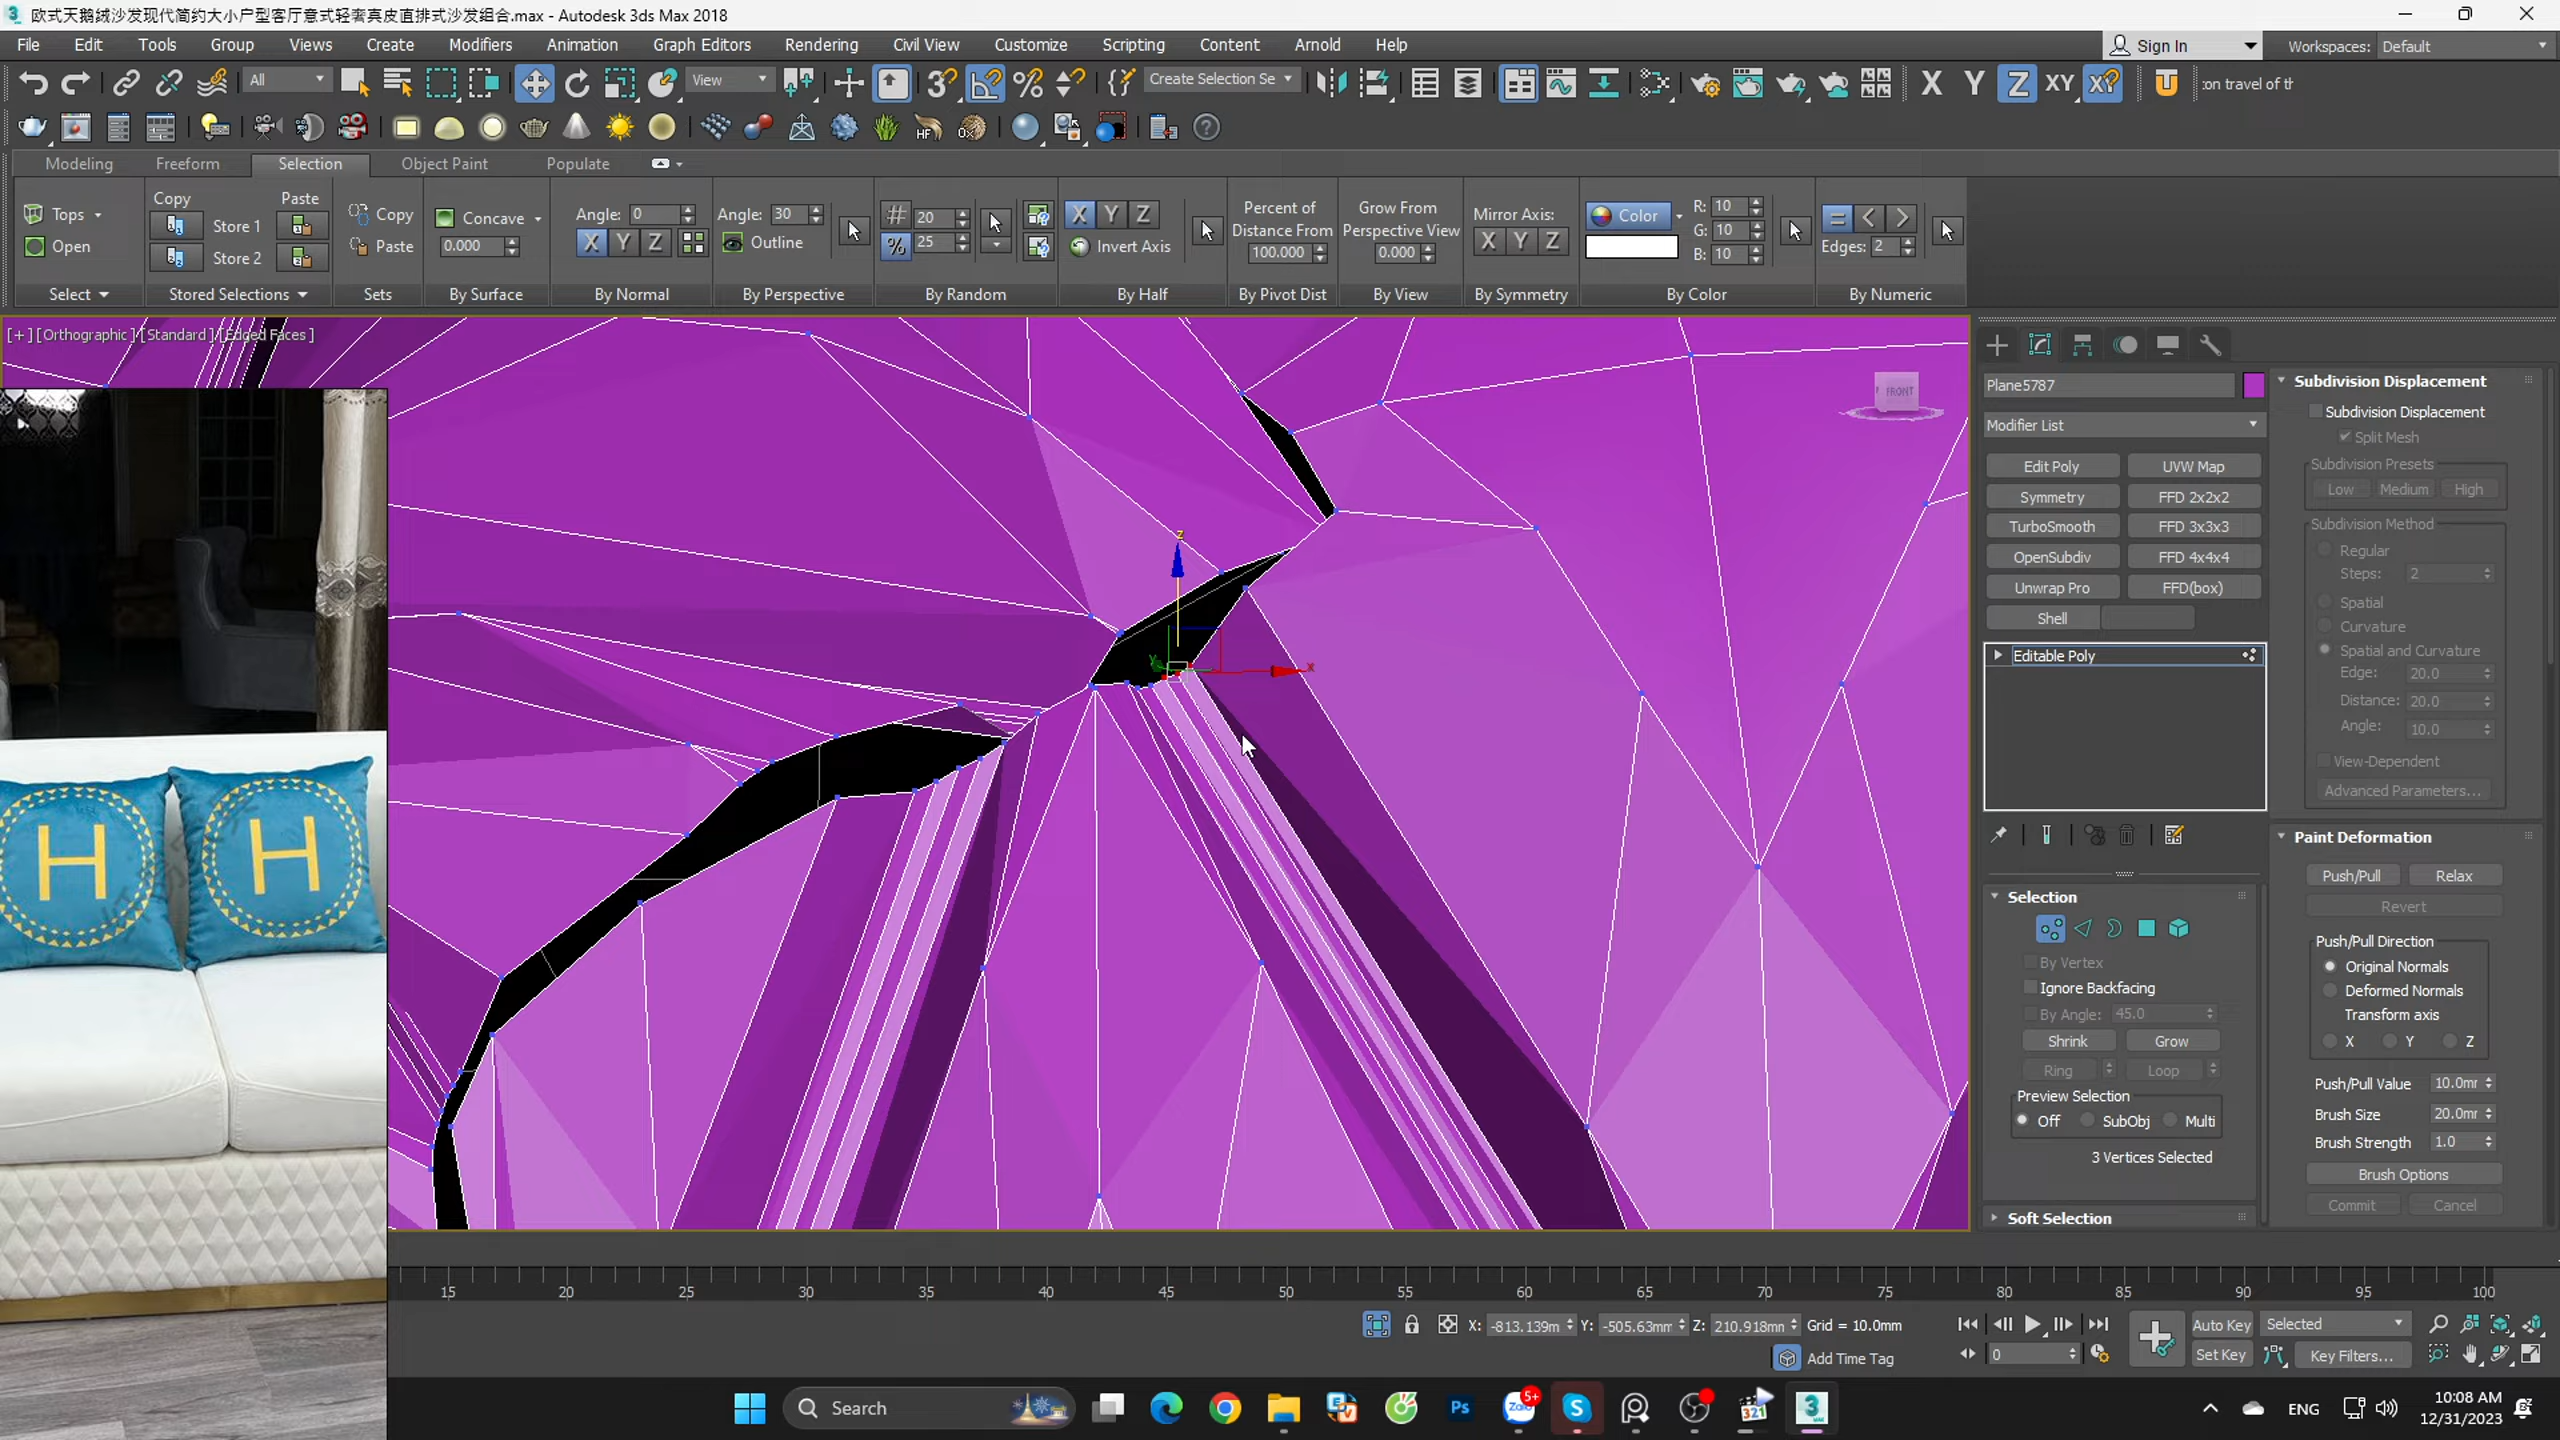 欧式天鹅绒沙发现代简约大小户型客厅意式轻奢真皮直排式沙发组合.max - Autodesk 3ds Max 2018
File Edit Tools Group Views Create Modifiers Animation Graph Editors Rendering Civil View Customize Scripting Content Arnold Help Sign In Workspaces: Default
All View Create Selection Se X Y Z XY :on travel of th
Modeling Freeform Selection Object Paint Populate
Copy Paste Angle: 0 Angle: 30 20 X Y Z Percent of Grow From Mirror Axis: Color R: 10
Tops Store 1 Copy Concave Distance From Perspective View G: 10
Open Store 2 Paste 0.000 X Y Z Outline 25 Invert Axis 100.000 0.000 X Y Z B: 10 Edges: 2
Select Stored Selections Sets By Surface By Normal By Perspective By Random By Half By Pivot Dist By View By Symmetry By Color By Numeric
[+] [Orthographic] [Standard] [Edged Faces]
FRONT
z
x
y
H H
Plane5787
Modifier List
Edit Poly UVW Map
Symmetry FFD 2x2x2
TurboSmooth FFD 3x3x3
OpenSubdiv FFD 4x4x4
Unwrap Pro FFD(box)
Shell
Editable Poly
Selection
By Vertex
Ignore Backfacing
By Angle: 45.0
Shrink Grow
Ring Loop
Preview Selection
Off SubObj Multi
3 Vertices Selected
Soft Selection
Subdivision Displacement
Subdivision Displacement
Split Mesh
Subdivision Presets
Low Medium High
Subdivision Method
Regular
Steps: 2
Spatial
Curvature
Spatial and Curvature
Edge: 20.0
Distance: 20.0
Angle: 10.0
View-Dependent
Advanced Parameters...
Paint Deformation
Push/Pull Relax
Revert
Push/Pull Direction
Original Normals
Deformed Normals
Transform axis
X Y Z
Push/Pull Value 10.0mr
Brush Size 20.0mr
Brush Strength 1.0
Brush Options
Commit Cancel
15 20 25 30 35 40 45 50 55 60 65 70 75 80 85 90 95 100
X: -813.139m Y: -505.63mm Z: 210.918mm Grid = 10.0mm Auto Key Selected
Add Time Tag 0 Set Key Key Filters...
Search Ps Zalo 5+ 321 3 ENG 10:08 AM
12/31/2023